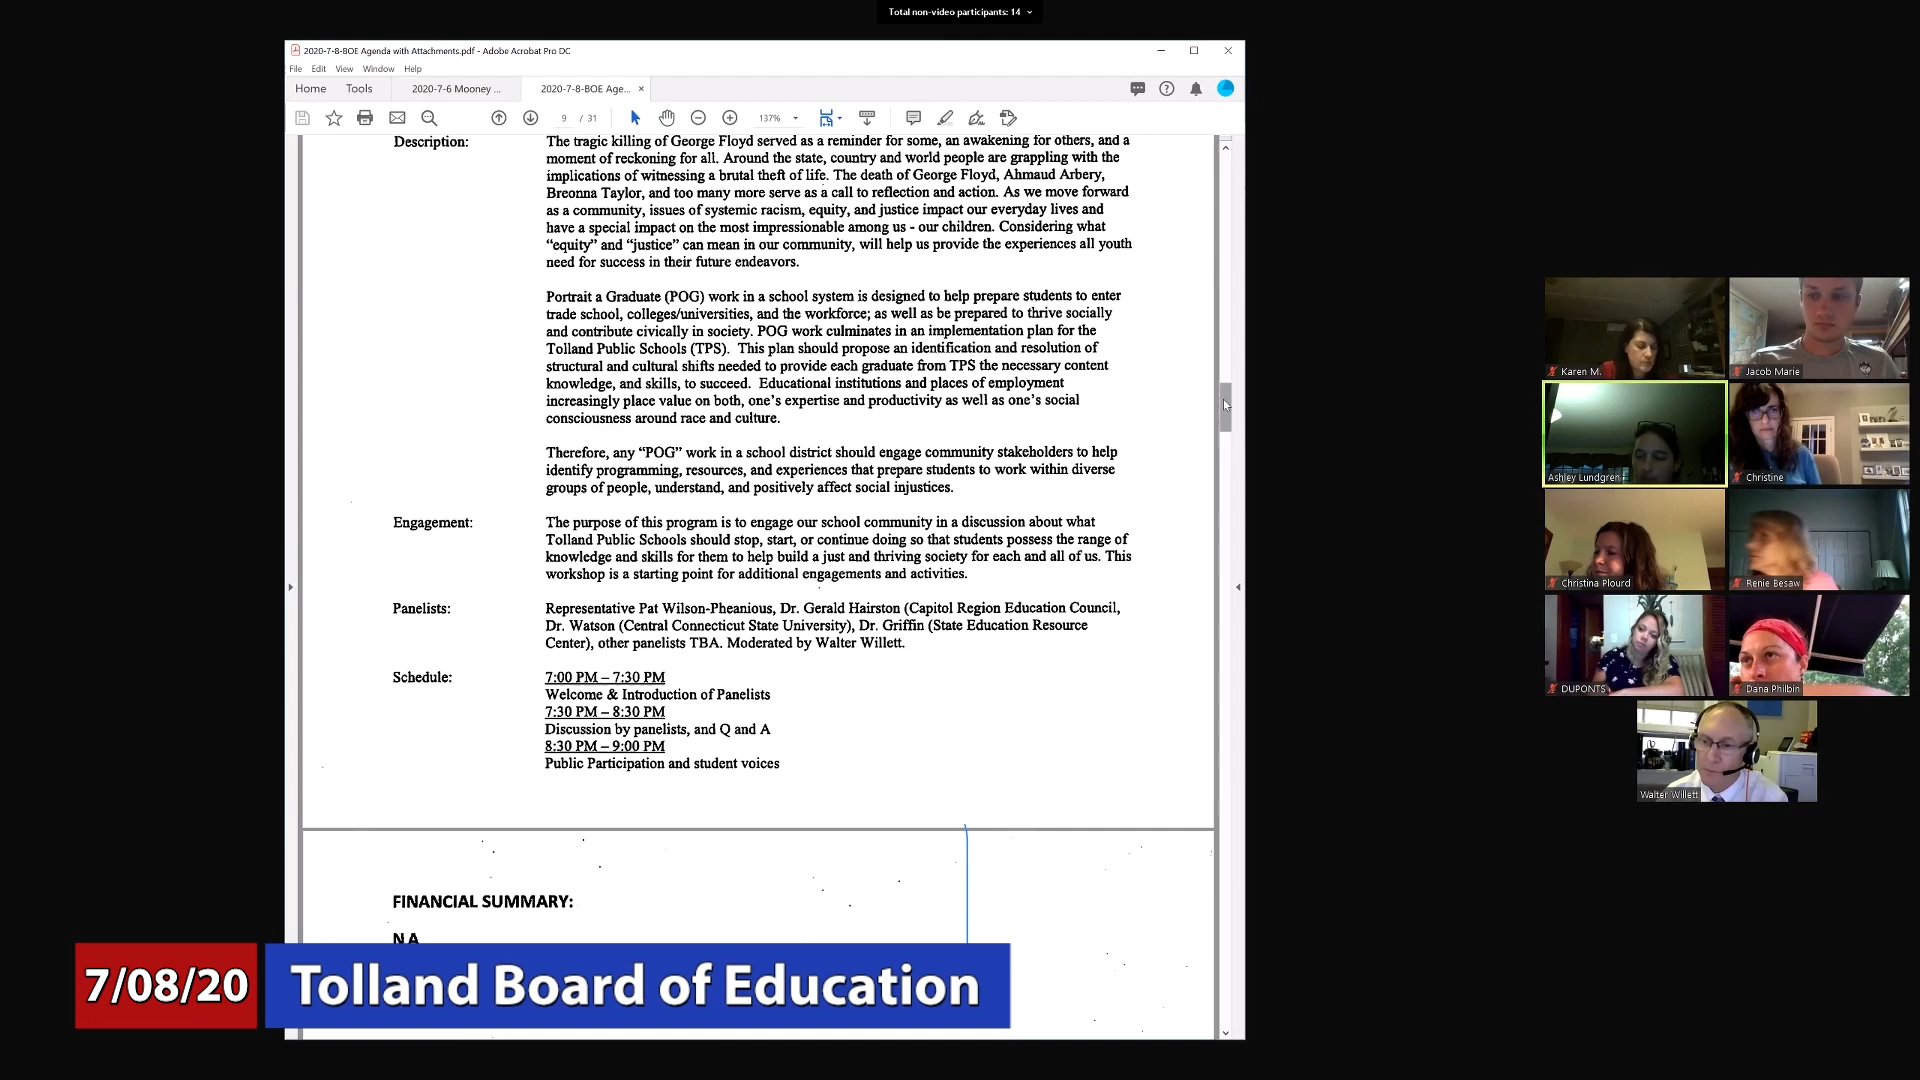 Total non-video participants: 14
2020-7-8-BOE Agenda with Attachments.pdf - Adobe Acrobat Pro DC
File Edit View Window Help
Home Tools 2020-7-6 Mooney ... 2020-7-8-BOE Age... ×
9 / 31 137%
Description: The tragic killing of George Floyd served as a reminder for some, an awakening for others, and a
moment of reckoning for all. Around the state, country and world people are grappling with the
implications of witnessing a brutal theft of life. The death of George Floyd, Ahmaud Arbery,
Breonna Taylor, and too many more serve as a call to reflection and action. As we move forward
as a community, issues of systemic racism, equity, and justice impact our everyday lives and
have a special impact on the most impressionable among us - our children. Considering what
“equity” and “justice” can mean in our community, will help us provide the experiences all youth
need for success in their future endeavors.
Portrait a Graduate (POG) work in a school system is designed to help prepare students to enter
trade school, colleges/universities, and the workforce; as well as be prepared to thrive socially
and contribute civically in society. POG work culminates in an implementation plan for the
Tolland Public Schools (TPS). This plan should propose an identification and resolution of
structural and cultural shifts needed to provide each graduate from TPS the necessary content
knowledge, and skills, to succeed. Educational institutions and places of employment
increasingly place value on both, one’s expertise and productivity as well as one’s social
consciousness around race and culture.
Therefore, any “POG” work in a school district should engage community stakeholders to help
identify programming, resources, and experiences that prepare students to work within diverse
groups of people, understand, and positively affect social injustices.
Engagement: The purpose of this program is to engage our school community in a discussion about what
Tolland Public Schools should stop, start, or continue doing so that students possess the range of
knowledge and skills for them to help build a just and thriving society for each and all of us. This
workshop is a starting point for additional engagements and activities.
Panelists: Representative Pat Wilson-Pheanious, Dr. Gerald Hairston (Capitol Region Education Council,
Dr. Watson (Central Connecticut State University), Dr. Griffin (State Education Resource
Center), other panelists TBA. Moderated by Walter Willett.
Schedule: 7:00 PM – 7:30 PM
Welcome & Introduction of Panelists
7:30 PM – 8:30 PM
Discussion by panelists, and Q and A
8:30 PM – 9:00 PM
Public Participation and student voices
FINANCIAL SUMMARY:
NA
7/08/20 Tolland Board of Education
Karen M. Jacob Marie
Ashley Lundgren Christine
Christina Plourd Renie Besaw
DUPONTS Dana Philbin
Walter Willett